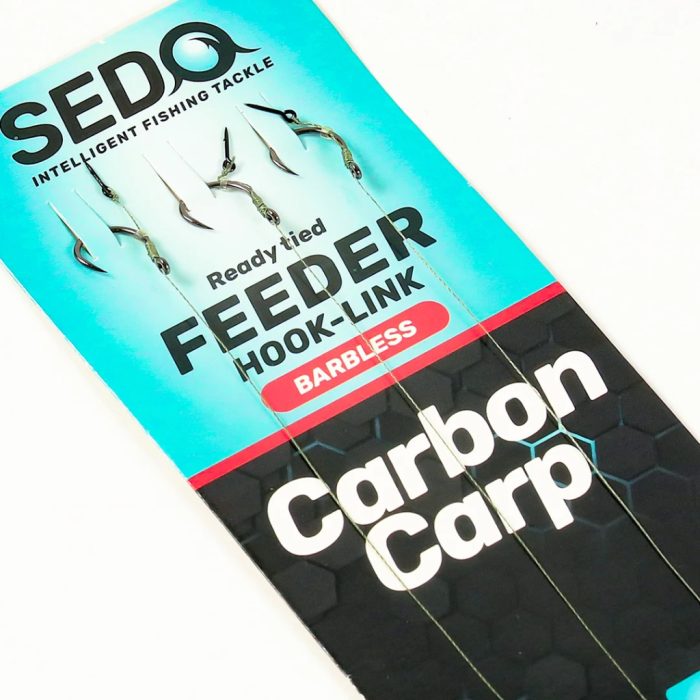 SEDO
INTELLIGENT FISHING TACKLE
Ready tied
FEEDER
HOOK-LINK
BARBLESS
Carbon
Carp